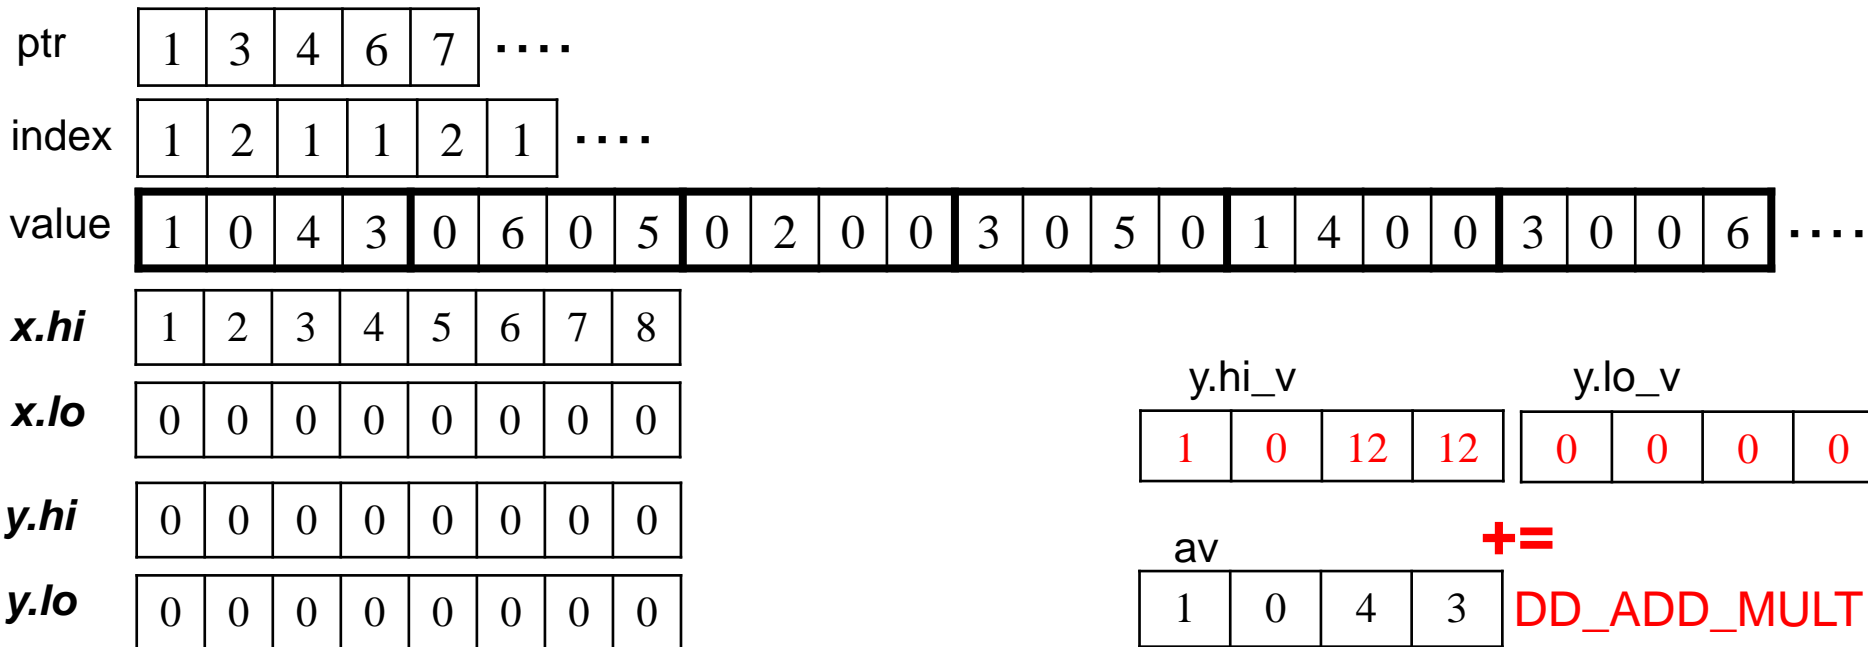 ptr 1 3 4 6 7 ....
index 1 2 1 1 2 1 ....
value 1 0 4 3 0 6 0 5 0 2 0 0 3 0 5 0 1 4 0 0 3 0 0 6 ....
x.hi 1 2 3 4 5 6 7 8
x.lo 0 0 0 0 0 0 0 0
y.hi 0 0 0 0 0 0 0 0
y.lo 0 0 0 0 0 0 0 0
y.hi_v y.lo_v
1 0 12 12 0 0 0 0
+=
av
1 0 4 3 DD_ADD_MULT